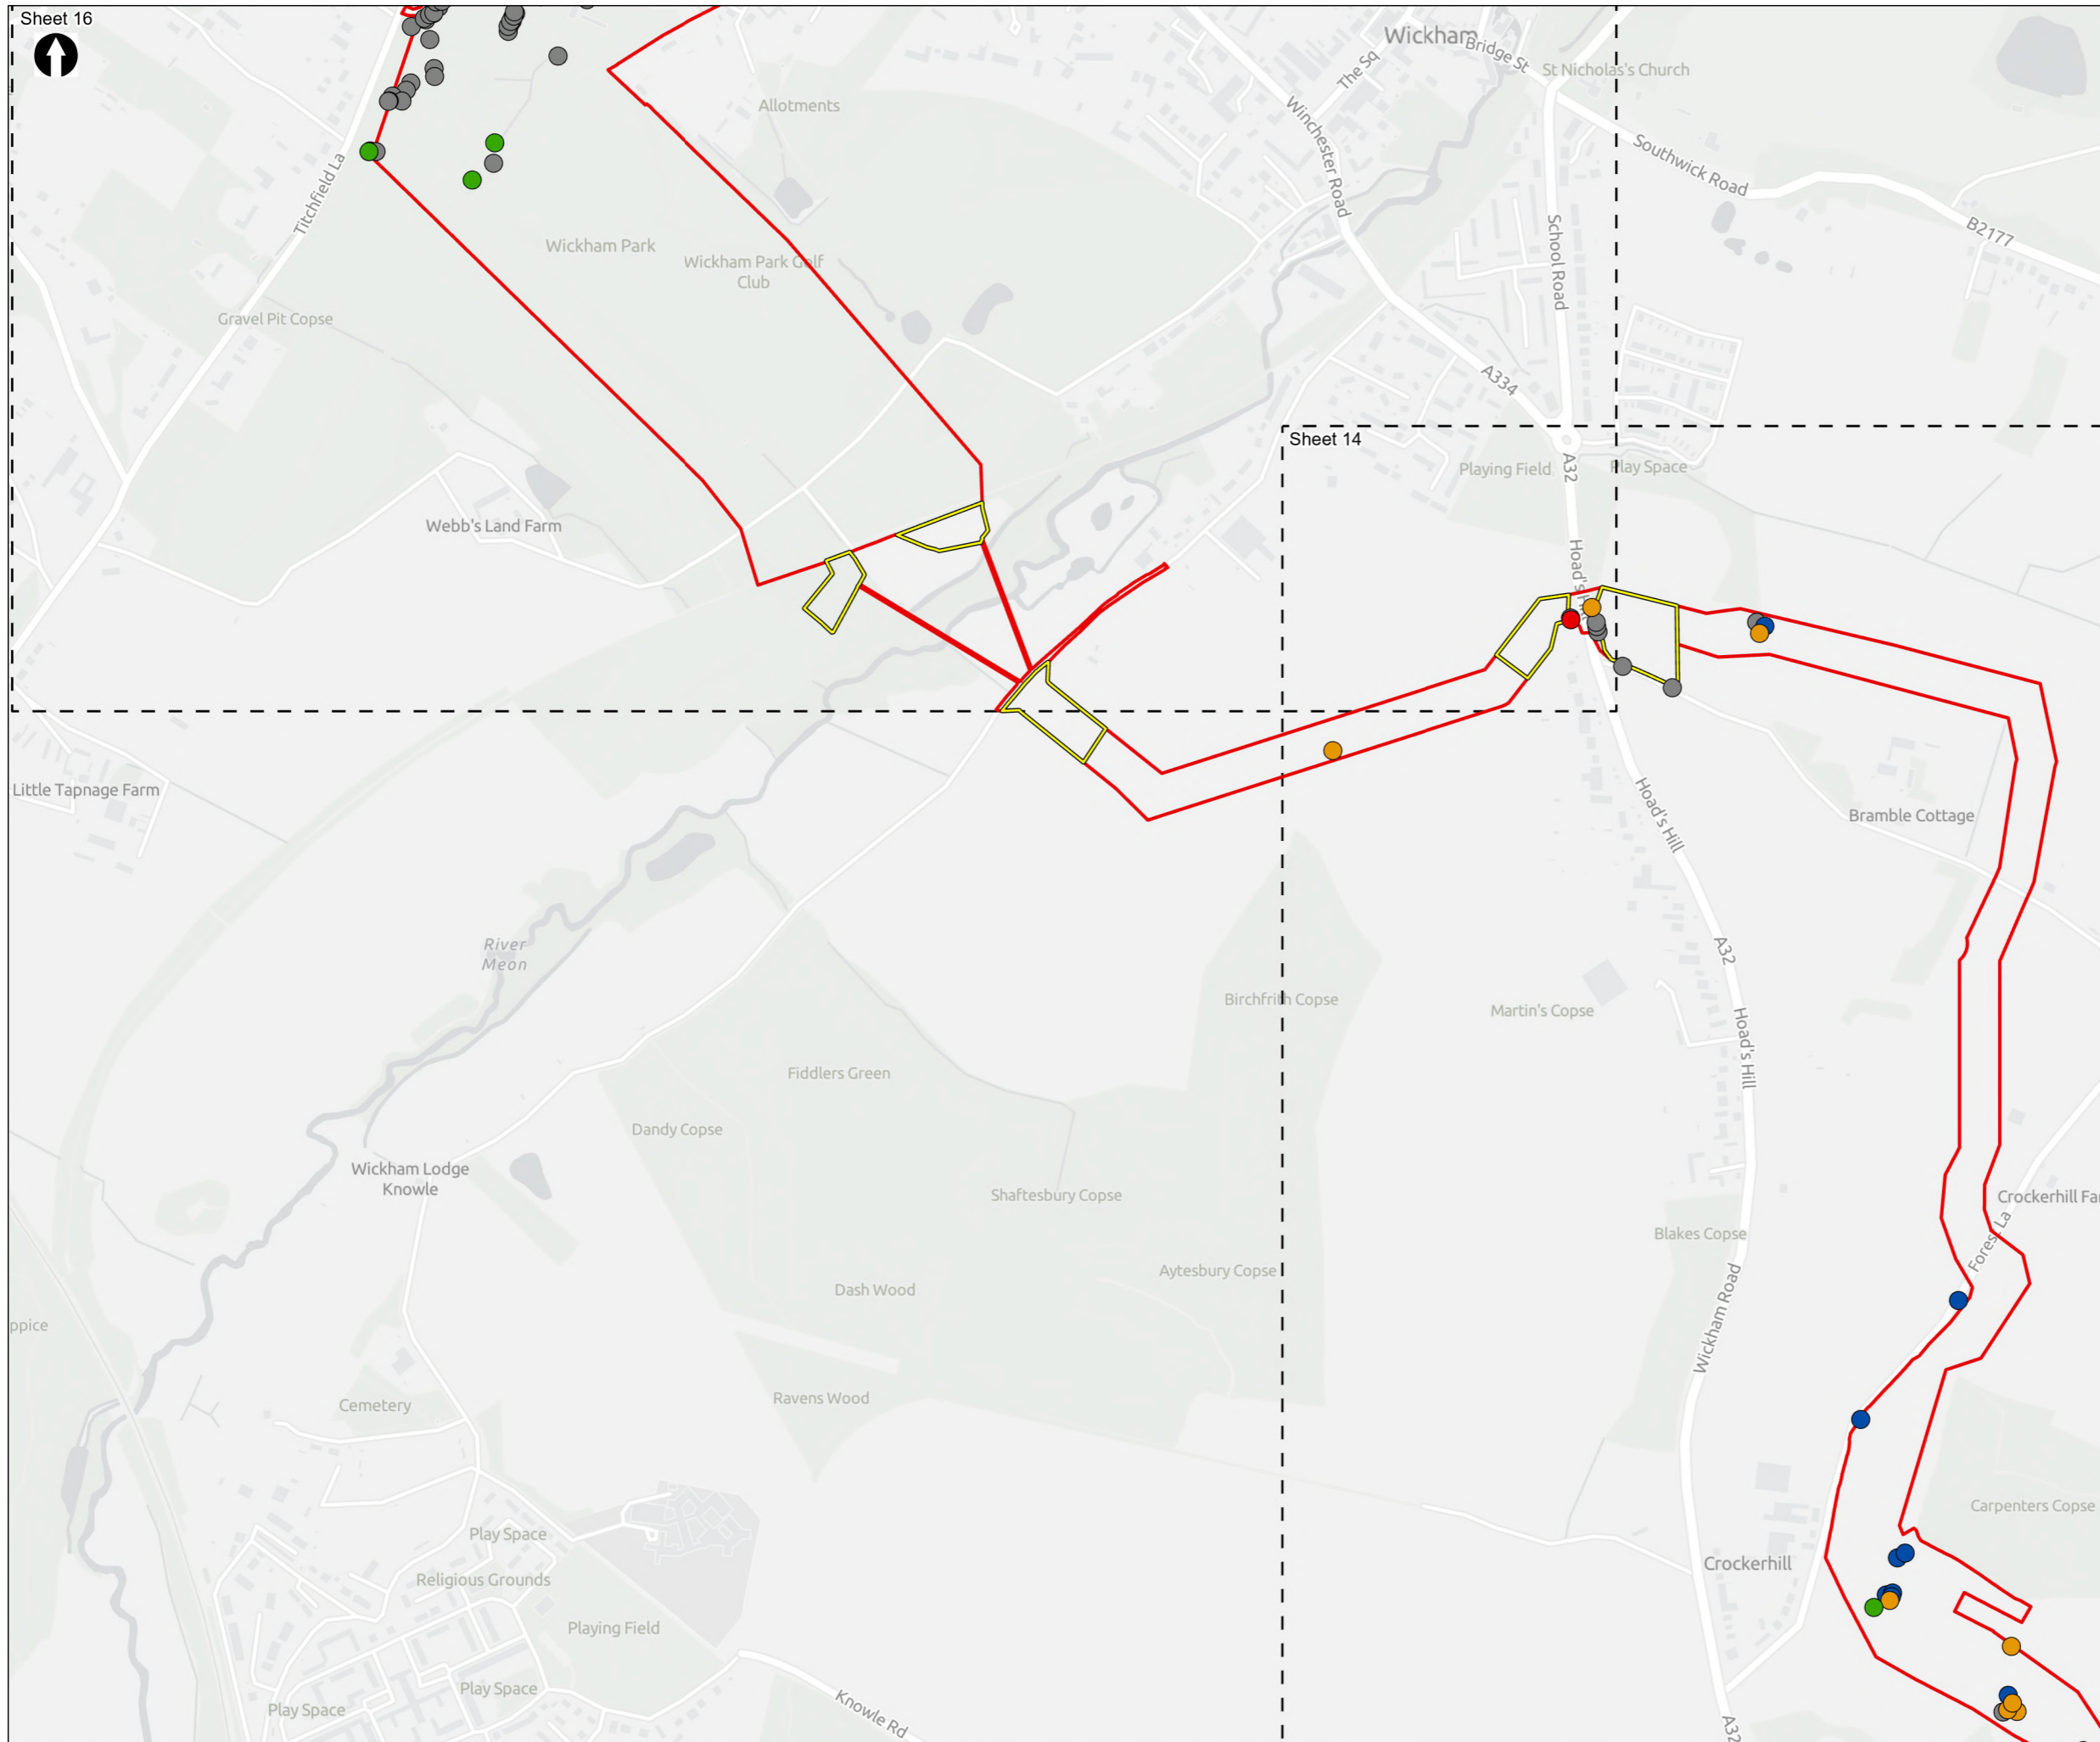 Sheet 16
Wickham
Bridge St
The Sq
St Nicholas's Church
Allotments
Winchester Road
Southwick Road
Titchfield La
School Road
B2177
Wickham Park
Wickham Park Golf
Club
Gravel Pit Copse
A334
Sheet 14
Playing Field
A32
Play Space
Webb's Land Farm
Hoad's
Little Tapnage Farm
Hoad's Hill
Bramble Cottage
River
Meon
A32
Birchfrith Copse
Martin's Copse
Hoad's Hill
Fiddlers Green
Dandy Copse
Wickham Lodge
Knowle
Shaftesbury Copse
Crockerhill Fa
Blakes Copse
Forest La
Aytesbury Copse
Dash Wood
ppice
Wickham Road
Ravens Wood
Cemetery
Carpenters Copse
Play Space
Crockerhill
Religious Grounds
Playing Field
Play Space
Play Space
Knowle Rd
A32